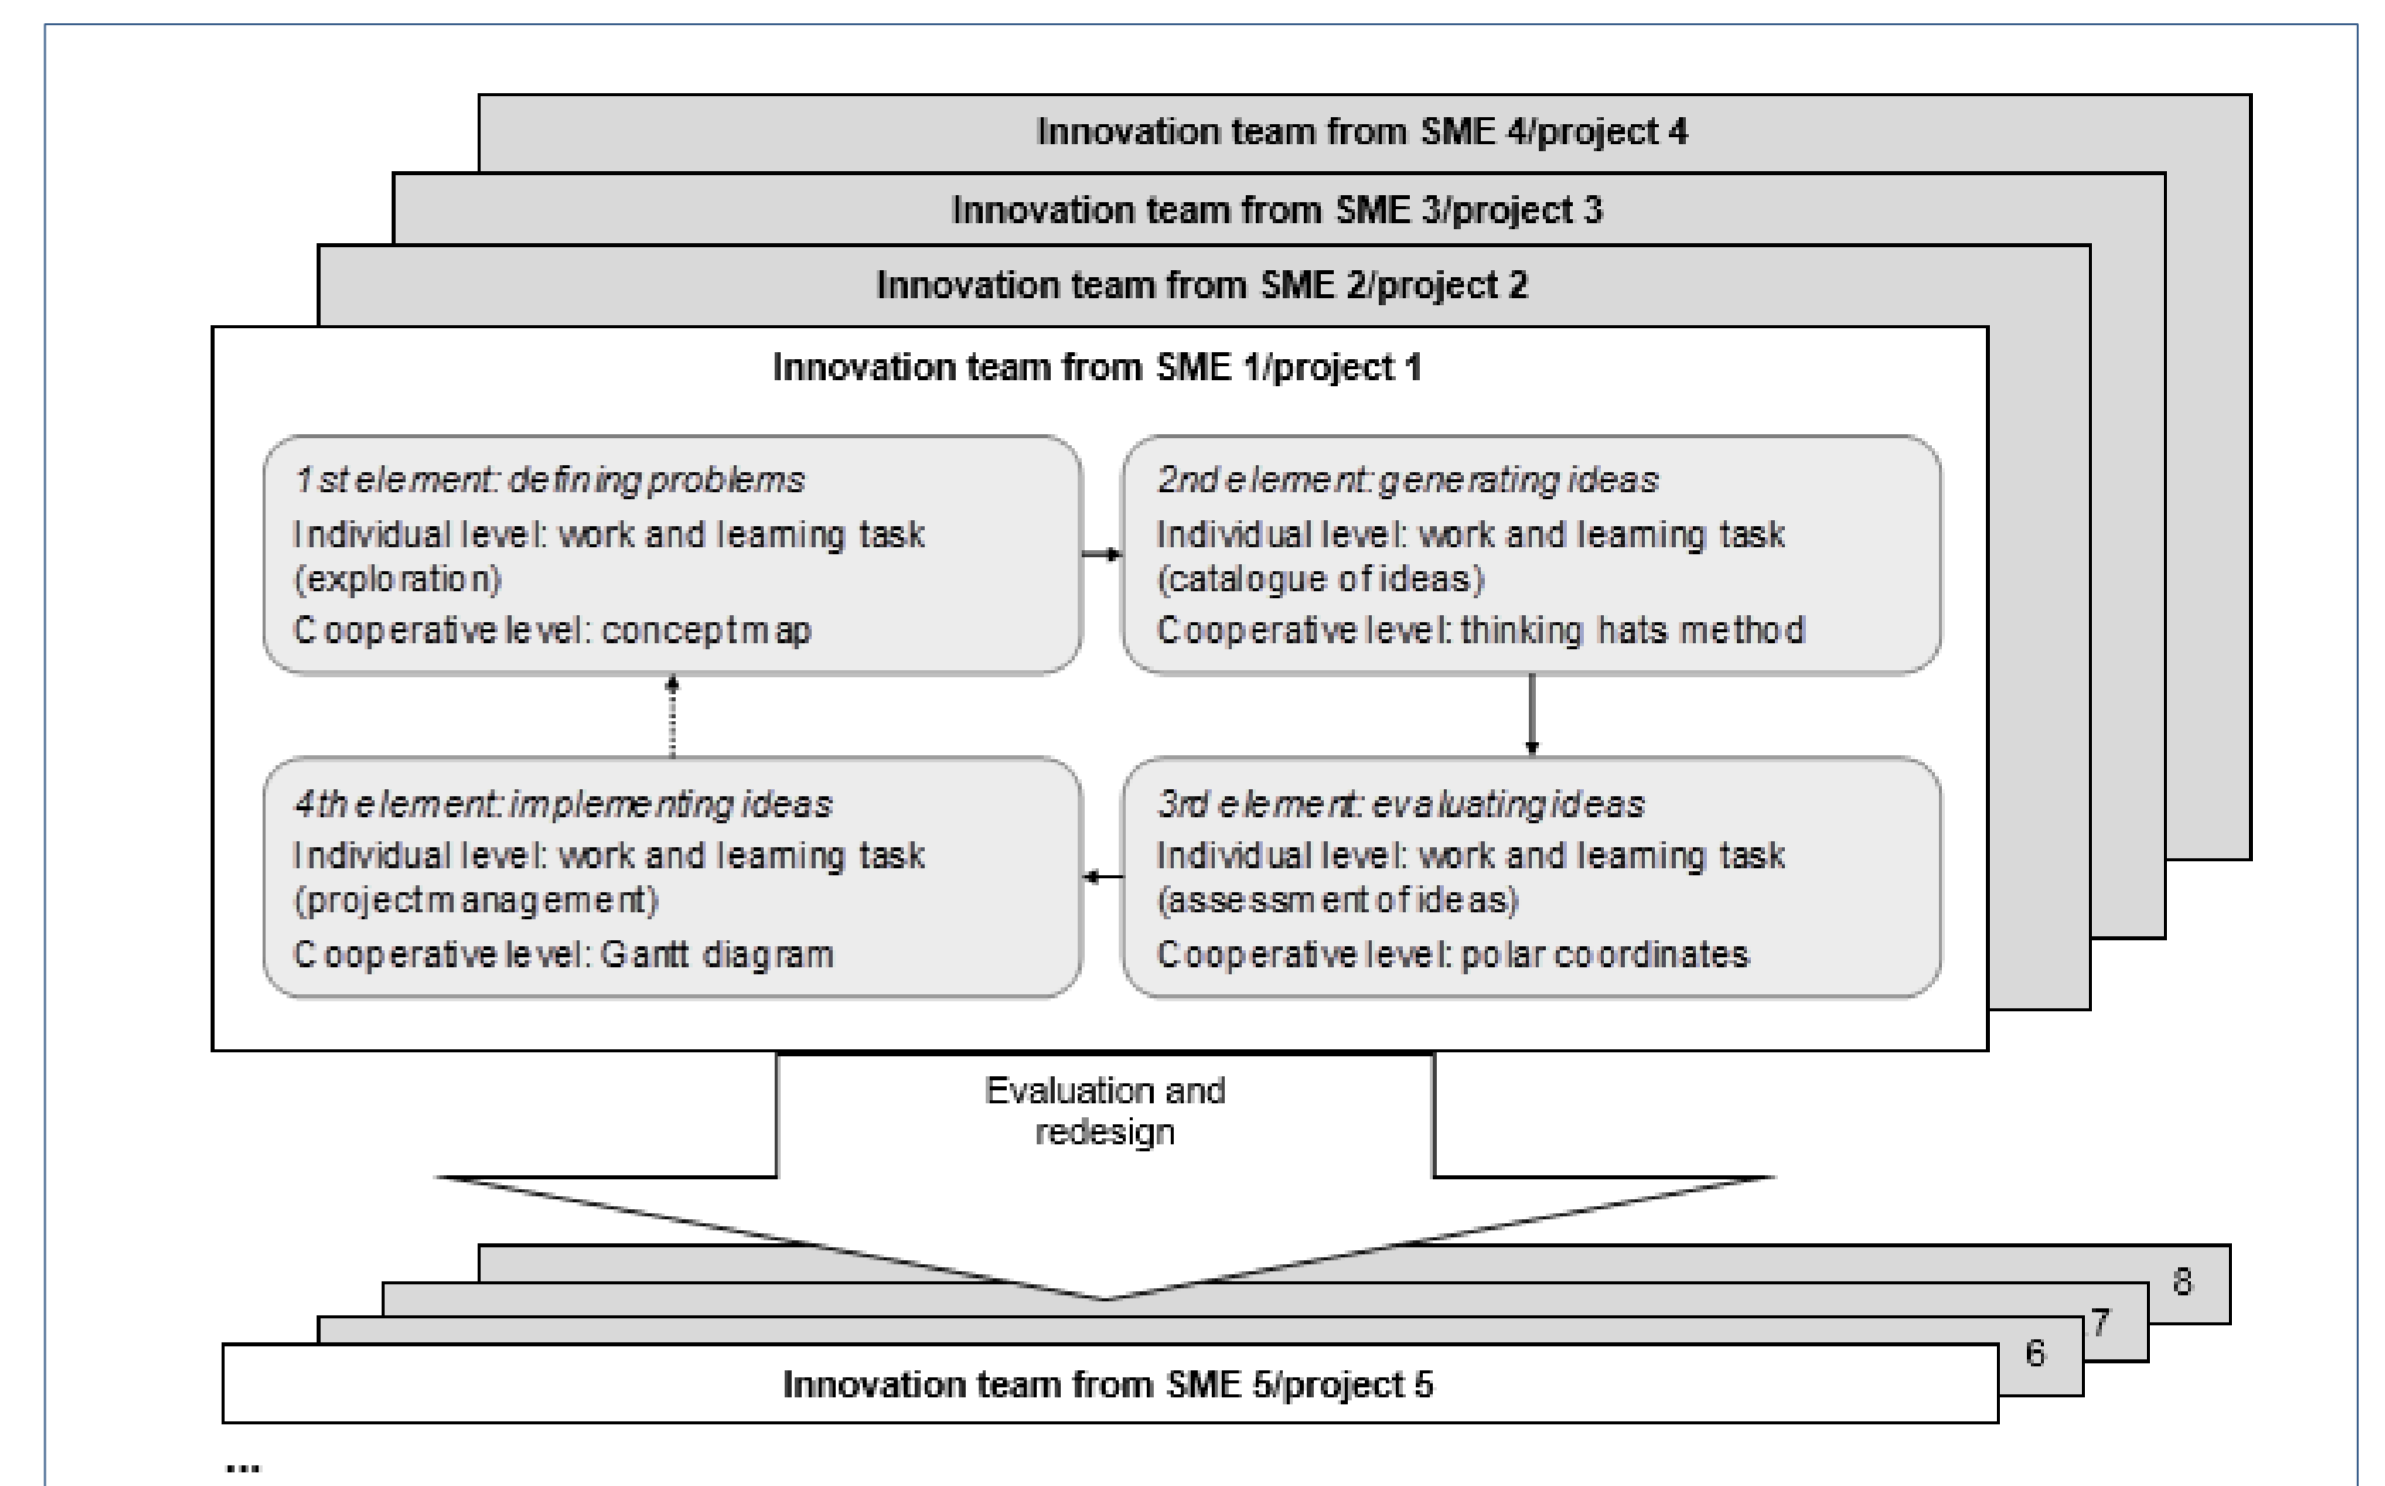 Innovation team from SME 4/project 4
Innovation team from SME 3/project 3
Innovation team from SME 2/project 2
Innovation team from SME 1/project 1
1st element: defining problems
Individual level: work and learning task
(exploration)
Cooperative level: concept map
2nd element: generating ideas
Individual level: work and learning task
(catalogue of ideas)
Cooperative level: thinking hats method
4th element: implementing ideas
Individual level: work and learning task
(project management)
Cooperative level: Gantt diagram
3rd element: evaluating ideas
Individual level: work and learning task
(assessment of ideas)
Cooperative level: polar coordinates
Evaluation and
redesign
8
7
6
Innovation team from SME 5/project 5
...